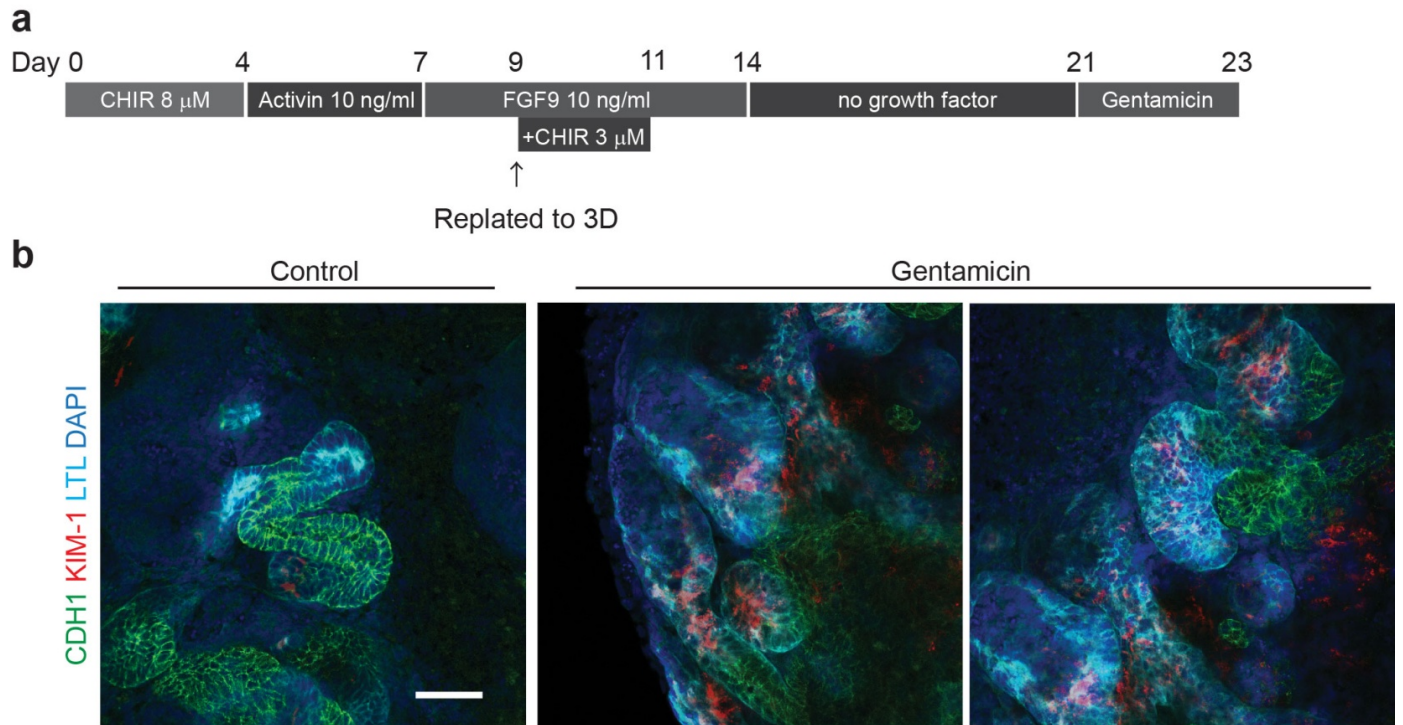 a
Day 0 4 7 9 11 14 21 23
CHIR 8 μM Activin 10 ng/ml FGF9 10 ng/ml no growth factor Gentamicin
+CHIR 3 μM
↑
Replated to 3D
b
Control Gentamicin
CDH1 KIM-1 LTL DAPI